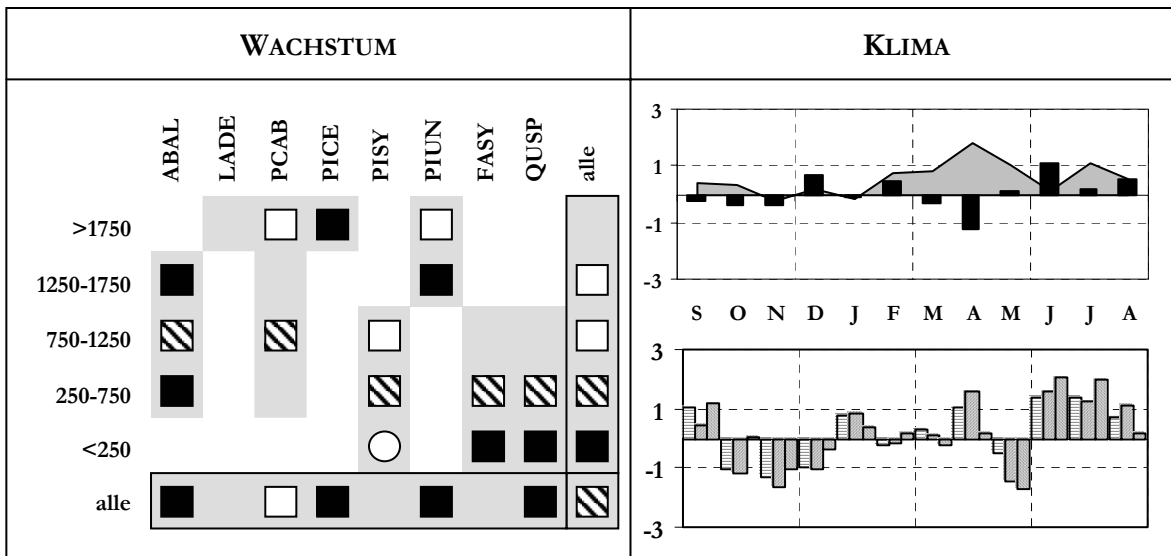 WACHSTUM
KLIMA
ABAL LADE PCAB PICE PISY PIUN FASY QUSP alle
>1750
1250-1750
750-1250
250-750
<250
alle
3
1
-1
-3
S O N D J F M A M J J A
3
1
-1
-3